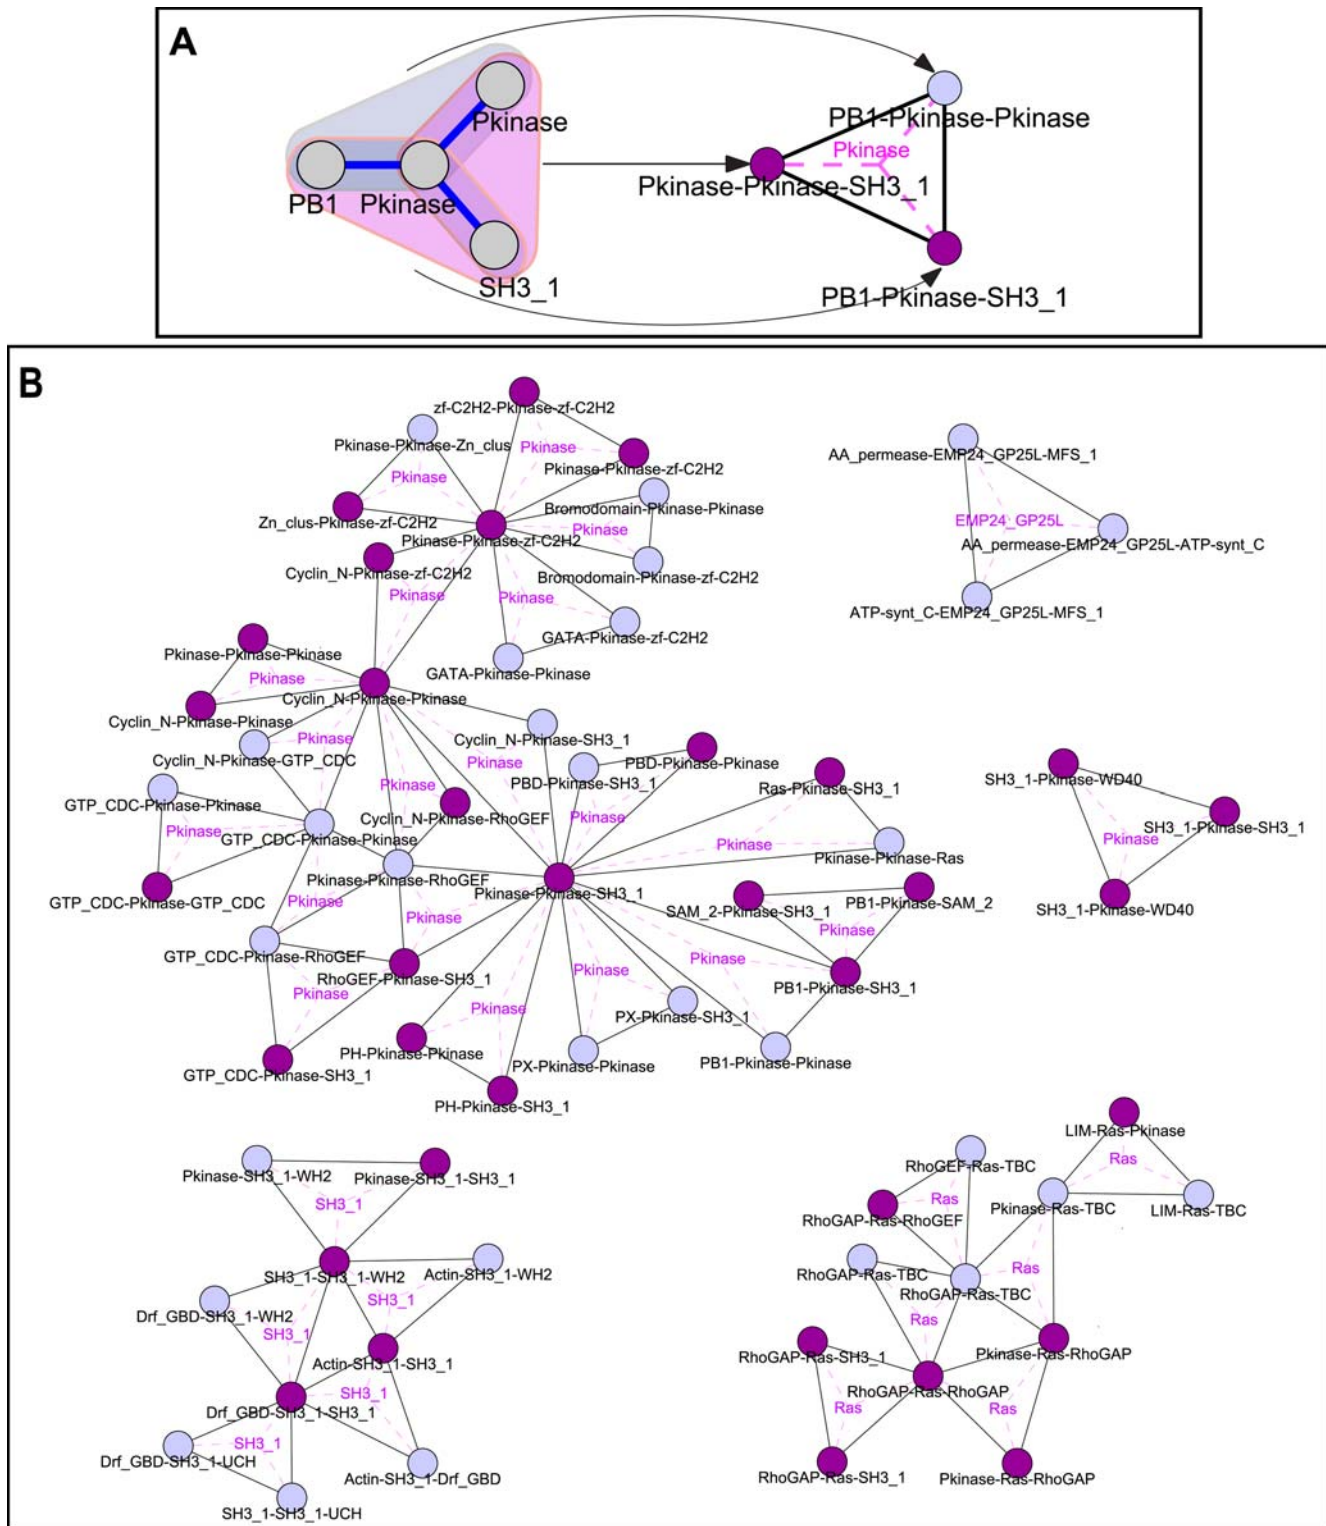 A
Pkinase
PB1
Pkinase
SH3_1
PB1-Pkinase-Pkinase
Pkinase
Pkinase-Pkinase-SH3_1
PB1-Pkinase-SH3_1
B
zf-C2H2-Pkinase-zf-C2H2
Pkinase-Pkinase-Zn_clus
Pkinase
Pkinase-Pkinase-zf-C2H2
Pkinase
Zn_clus-Pkinase-zf-C2H2
Bromodomain-Pkinase-Pkinase
Pkinase
Pkinase-Pkinase-zf-C2H2
Cyclin_N-Pkinase-zf-C2H2
Bromodomain-Pkinase-zf-C2H2
Pkinase
Pkinase
GATA-Pkinase-zf-C2H2
GATA-Pkinase-Pkinase
Pkinase-Pkinase-Pkinase
Pkinase
Cyclin_N-Pkinase-Pkinase
Cyclin_N-Pkinase-Pkinase
Pkinase
Cyclin_N-Pkinase-GTP_CDC
Cyclin_N-Pkinase-SH3_1
Pkinase
PBD-Pkinase-Pkinase
PBD-Pkinase-SH3_1
Pkinase
Pkinase
Ras-Pkinase-SH3_1
GTP_CDC-Pkinase-Pkinase
Pkinase
Cyclin_N-Pkinase-RhoGEF
GTP_CDC-Pkinase-Pkinase
Pkinase
Pkinase-Pkinase-Ras
Pkinase-Pkinase-RhoGEF
Pkinase-Pkinase-SH3_1
GTP_CDC-Pkinase-GTP_CDC
Pkinase
Pkinase
SAM_2-Pkinase-SH3_1
PB1-Pkinase-SAM_2
Pkinase
GTP_CDC-Pkinase-RhoGEF
RhoGEF-Pkinase-SH3_1
Pkinase
Pkinase
Pkinase
PB1-Pkinase-SH3_1
Pkinase
PX-Pkinase-SH3_1
PH-Pkinase-Pkinase
PX-Pkinase-Pkinase
PB1-Pkinase-Pkinase
GTP_CDC-Pkinase-SH3_1
PH-Pkinase-SH3_1
AA_permease-EMP24_GP25L-MFS_1
EMP24_GP25L
AA_permease-EMP24_GP25L-ATP-synt_C
ATP-synt_C-EMP24_GP25L-MFS_1
SH3_1-Pkinase-WD40
SH3_1-Pkinase-SH3_1
Pkinase
SH3_1-Pkinase-WD40
Pkinase-SH3_1-WH2
Pkinase-SH3_1-SH3_1
SH3_1
SH3_1-SH3_1-WH2
Actin-SH3_1-WH2
SH3_1
Drf_GBD-SH3_1-WH2
SH3_1
Actin-SH3_1-SH3_1
SH3_1
Drf_GBD-SH3_1-SH3_1
SH3_1
Drf_GBD-SH3_1-UCH
Actin-SH3_1-Drf_GBD
SH3_1-SH3_1-UCH
LIM-Ras-Pkinase
Ras
RhoGEF-Ras-TBC
Ras
Pkinase-Ras-TBC
LIM-Ras-TBC
RhoGAP-Ras-RhoGEF
RhoGAP-Ras-TBC
Ras
RhoGAP-Ras-TBC
Ras
RhoGAP-Ras-SH3_1
Pkinase-Ras-RhoGAP
RhoGAP-Ras-RhoGAP
Ras
Ras
RhoGAP-Ras-SH3_1
Pkinase-Ras-RhoGAP